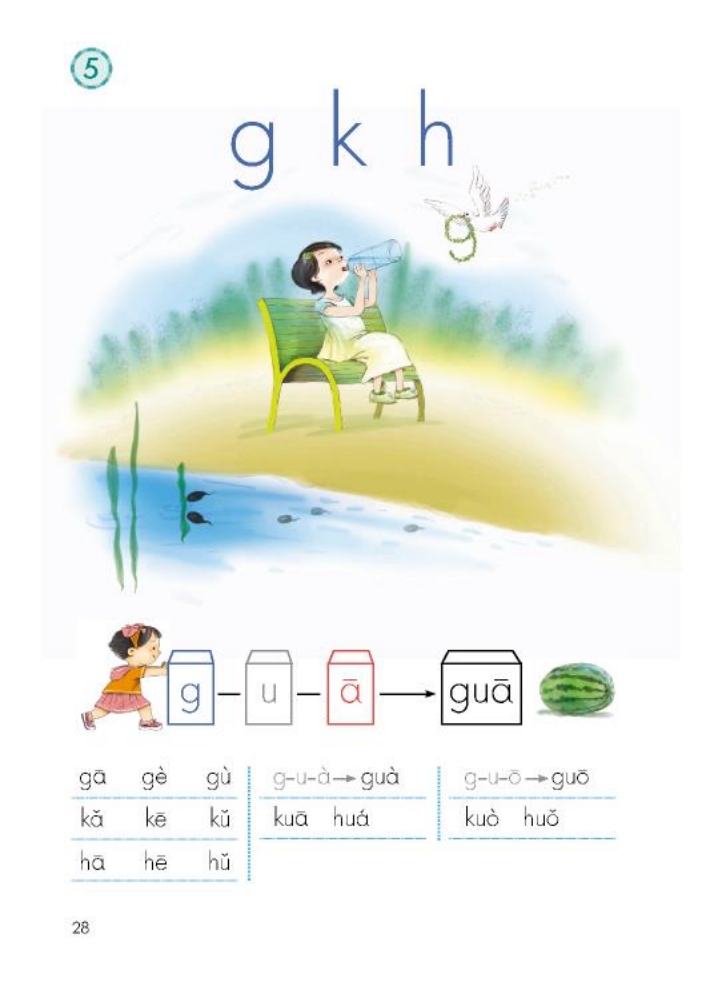 5
g k h
g
g – u – ā → guā
gā gè gù
kǎ kē kǔ
hā hē hǔ
g–u–à→guà
kuā huá
g–u–ō→guō
kuò huǒ
28